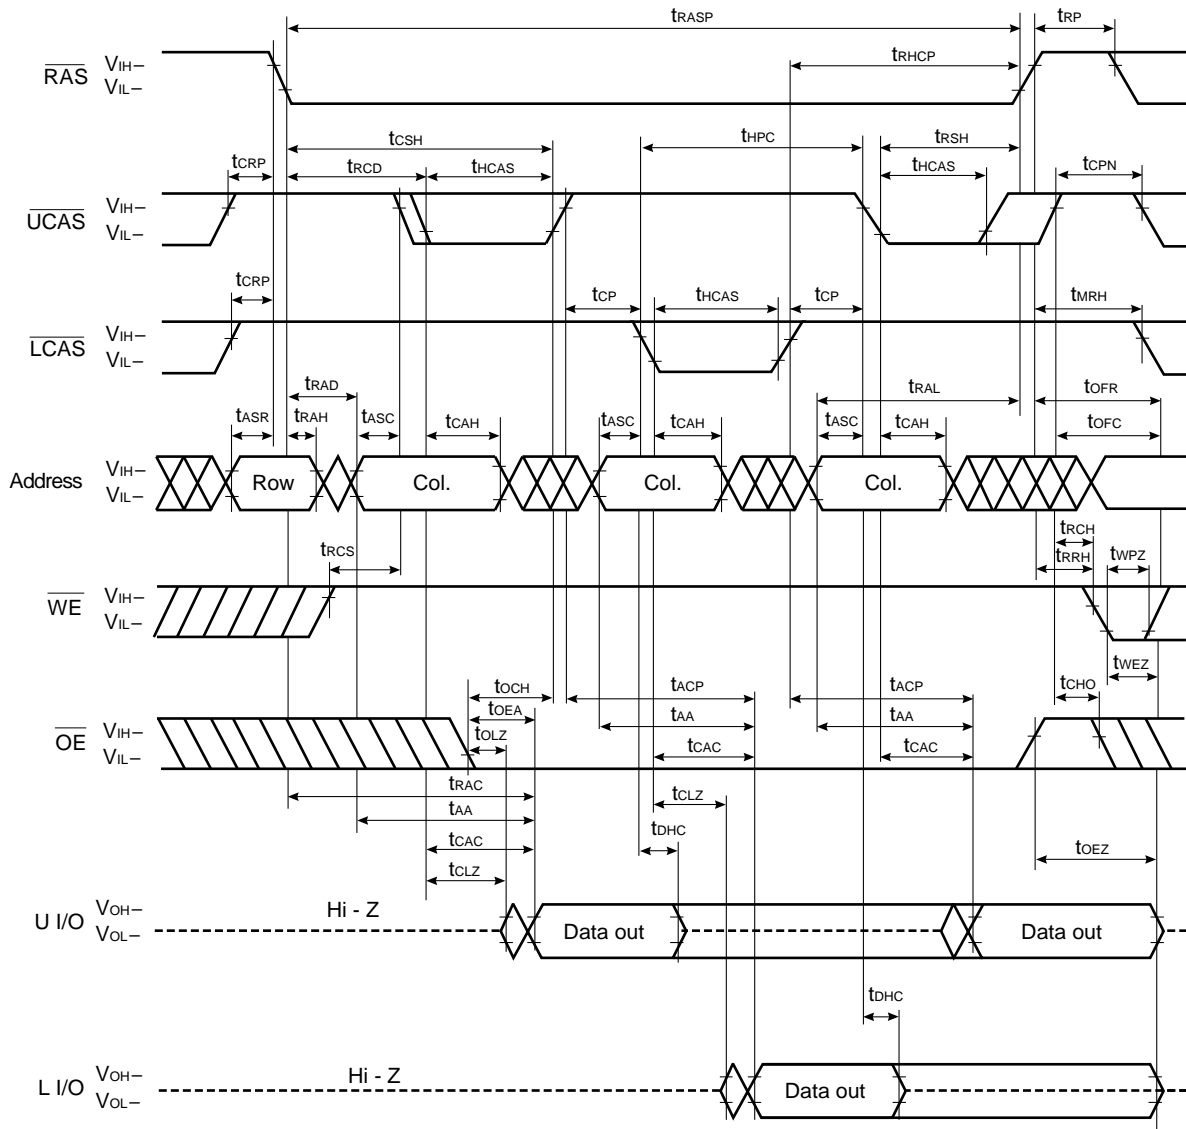 tRASP tRP
RAS VIH– VIL– tRHCP
tCSH tHPC tRSH
tCRP tRCD tHCAS tHCAS tCPN
UCAS VIH– VIL–
tCRP tCP tHCAS tCP tMRH
LCAS VIH– VIL–
tRAD tRAL tOFR
tASR tRAH tASC tCAH tASC tCAH tASC tCAH tOFC
Address VIH– VIL– Row Col. Col. Col.
tRCH
tRCS tRRH tWPZ
WE VIH– VIL–
tWEZ
tOCH tACP tACP tCHO
tOEA tAA tAA
OE VIH– VIL– tOLZ tCAC tCAC
tRAC
tAA tCLZ
tCAC tDHC
tCLZ tOEZ
U I/O VOH– VOL– Hi - Z Data out Data out
tDHC
L I/O VOH– VOL– Hi - Z Data out